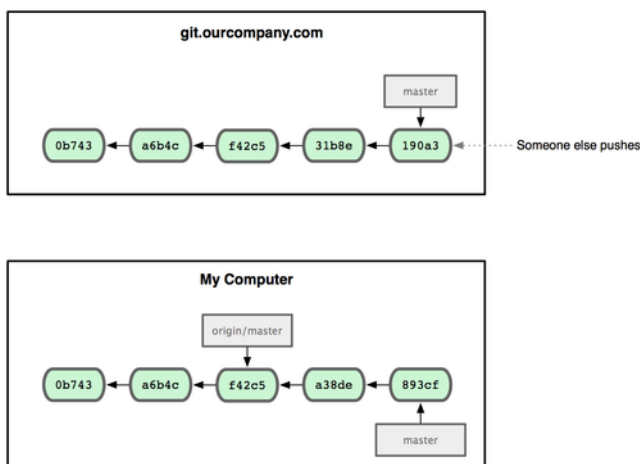 git.ourcompany.com
master
0b743 a6b4c f42c5 31b8e 190a3 Someone else pushes
My Computer
origin/master
0b743 a6b4c f42c5 a38de 893cf
master